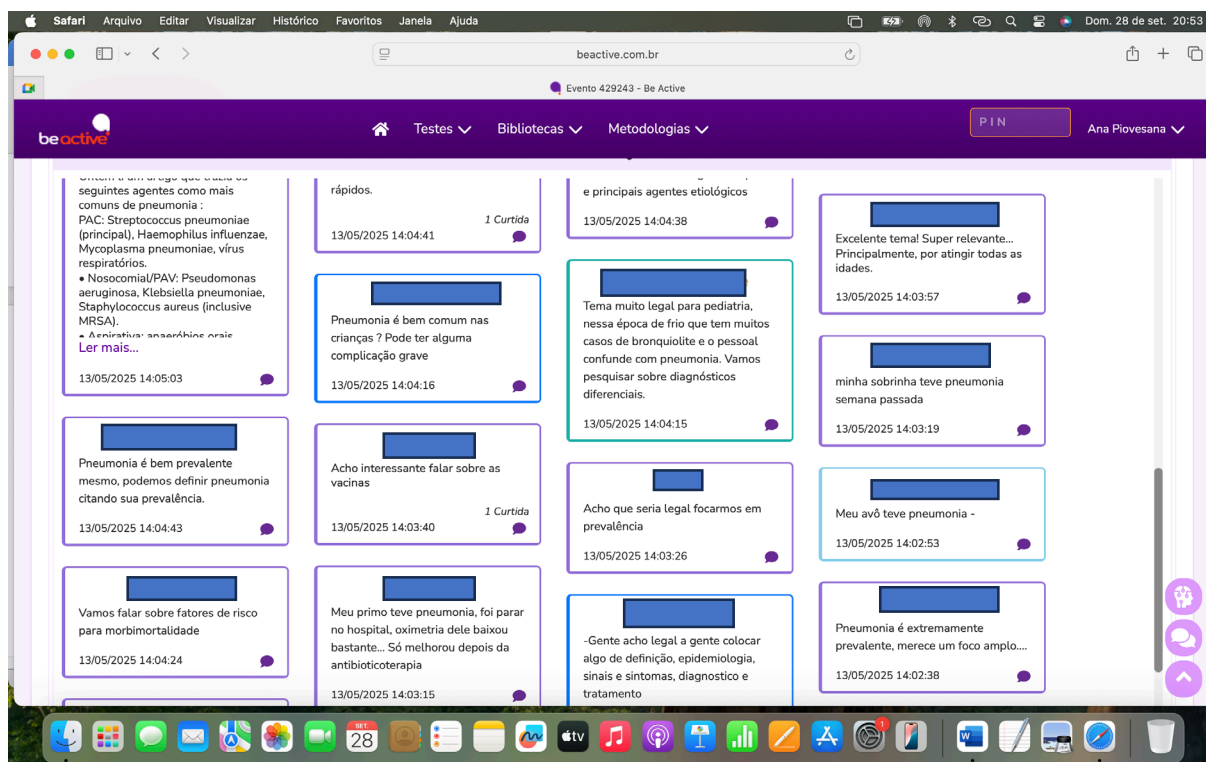 Safari Arquivo Editar Visualizar Histórico Favoritos Janela Ajuda
Dom. 28 de set. 20:53
beactive.com.br
Evento 429243 - Be Active
be active
Testes
Bibliotecas
Metodologias
PIN
Ana Piovesana
seguintes agentes como mais
comuns de pneumonia :
PAC: Streptococcus pneumoniae
(principal), Haemophilus influenzae,
Mycoplasma pneumoniae, vírus
respiratórios.
• Nosocomial/PAV: Pseudomonas
aeruginosa, Klebsiella pneumoniae,
Staphylococcus aureus (inclusive
MRSA).
• Aspirativa: anaeróbios orais
Ler mais...
13/05/2025 14:05:03
Pneumonia é bem prevalente
mesmo, podemos definir pneumonia
citando sua prevalência.
13/05/2025 14:04:43
Vamos falar sobre fatores de risco
para morbimortalidade
13/05/2025 14:04:24
rápidos.
1 Curtida
13/05/2025 14:04:41
Pneumonia é bem comum nas
crianças ? Pode ter alguma
complicação grave
13/05/2025 14:04:16
Acho interessante falar sobre as
vacinas
1 Curtida
13/05/2025 14:03:40
Meu primo teve pneumonia, foi parar
no hospital, oximetria dele baixou
bastante... Só melhorou depois da
antibioticoterapia
13/05/2025 14:03:15
e principais agentes etiológicos
13/05/2025 14:04:38
Tema muito legal para pediatria,
nessa época de frio que tem muitos
casos de bronquiolite e o pessoal
confunde com pneumonia. Vamos
pesquisar sobre diagnósticos
diferenciais.
13/05/2025 14:04:15
Acho que seria legal focarmos em
prevalência
13/05/2025 14:03:26
-Gente acho legal a gente colocar
algo de definição, epidemiologia,
sinais e sintomas, diagnostico e
tratamento
Excelente tema! Super relevante...
Principalmente, por atingir todas as
idades.
13/05/2025 14:03:57
minha sobrinha teve pneumonia
semana passada
13/05/2025 14:03:19
Meu avô teve pneumonia -
13/05/2025 14:02:53
Pneumonia é extremamente
prevalente, merece um foco amplo....
13/05/2025 14:02:38
SET.
28
tv
1
W